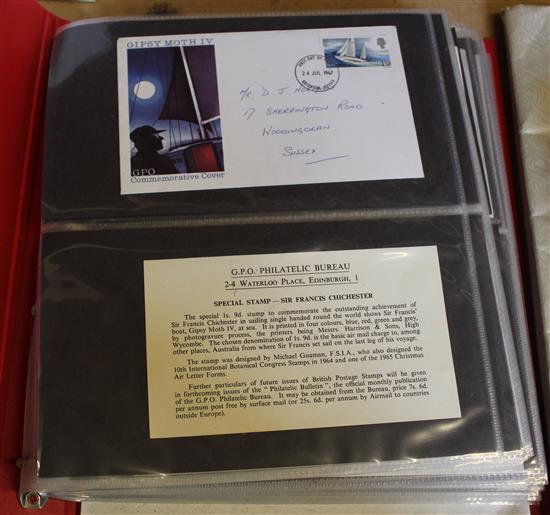 GIPSY MOTH IV
FIRST DAY OF
24 JUL 1967
MR. D. J.
17 SHERRINGTON ROAD
WOODINGDEAN
SUSSEX
GPO
Commemorative Cover
G.P.O. PHILATELIC BUREAU
2-4 WATERLOO PLACE, EDINBURGH, 1
SPECIAL STAMP — SIR FRANCIS CHICHESTER
The special 1s. 9d. stamp to commemorate the outstanding achievement of
Sir Francis Chichester in sailing single handed round the world shows Sir Francis'
boat, Gipsy Moth IV, at sea. It is printed in four colours, blue, red, green and grey,
by photogravure process, the printers being Messrs. Harrison & Sons, High
Wycombe. The chosen denomination of 1s. 9d. is the basic air mail charge to, among
other places, Australia from where Sir Francis set sail on the last leg of his voyage.
The stamp was designed by Michael Goaman, F.S.I.A., who also designed the
10th International Botanical Congress Stamps in 1964 and one of the 1965 Christmas
Air Letter Forms.
Further particulars of future issues of British Postage Stamps will be given
in forthcoming issues of the "Philatelic Bulletin", the official monthly publication
of the G.P.O. Philatelic Bureau. It may be obtained from the Bureau, price 7s. 6d.
per annum post free by surface mail (or 25s. 6d. per annum by Airmail to countries
outside Europe).